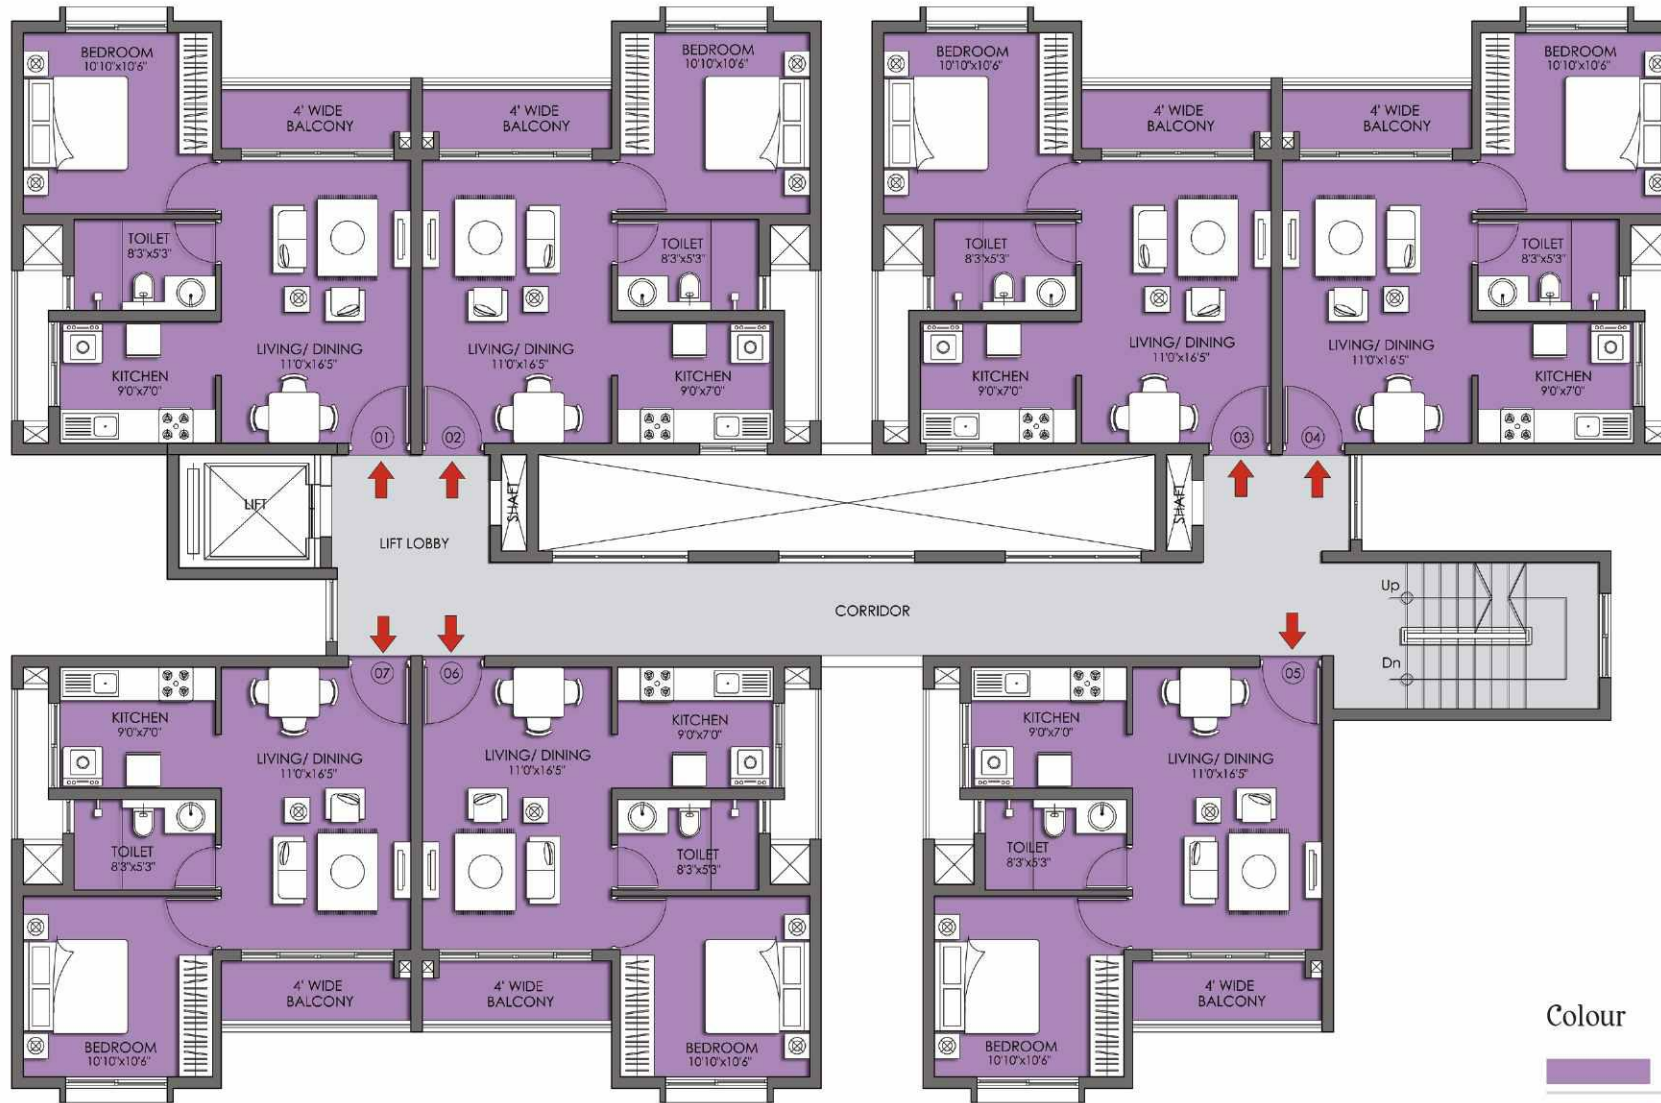 BEDROOM
10'10"x10'6"
4' WIDE
BALCONY
4' WIDE
BALCONY
BEDROOM
10'10"x10'6"
BEDROOM
10'10"x10'6"
4' WIDE
BALCONY
4' WIDE
BALCONY
BEDROOM
10'10"x10'6"
TOILET
8'3"x5'3"
TOILET
8'3"x5'3"
TOILET
8'3"x5'3"
TOILET
8'3"x5'3"
LIVING/ DINING
11'0"x16'5"
LIVING/ DINING
11'0"x16'5"
LIVING/ DINING
11'0"x16'5"
LIVING/ DINING
11'0"x16'5"
KITCHEN
9'0"x7'0"
KITCHEN
9'0"x7'0"
KITCHEN
9'0"x7'0"
KITCHEN
9'0"x7'0"
01
02
03
04
LIFT
SHAFT
SHAFT
LIFT LOBBY
CORRIDOR
Up
Dn
07
06
05
KITCHEN
9'0"x7'0"
KITCHEN
9'0"x7'0"
KITCHEN
9'0"x7'0"
LIVING/ DINING
11'0"x16'5"
LIVING/ DINING
11'0"x16'5"
LIVING/ DINING
11'0"x16'5"
TOILET
8'3"x5'3"
TOILET
8'3"x5'3"
TOILET
8'3"x5'3"
4' WIDE
BALCONY
4' WIDE
BALCONY
4' WIDE
BALCONY
BEDROOM
10'10"x10'6"
BEDROOM
10'10"x10'6"
BEDROOM
10'10"x10'6"
Colour